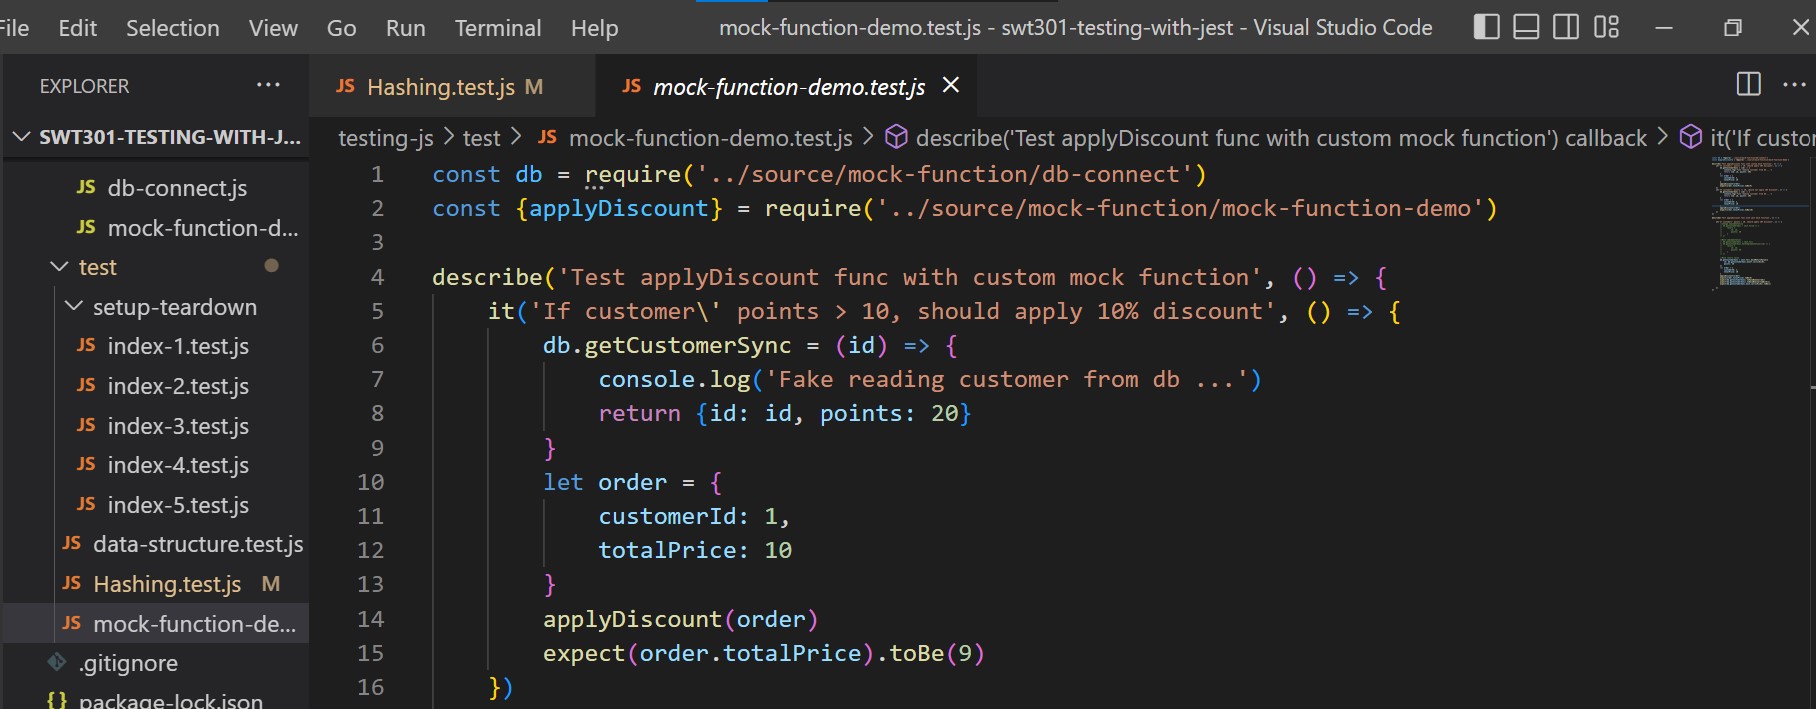 File Edit Selection View Go Run Terminal Help mock-function-demo.test.js - swt301-testing-with-jest - Visual Studio Code
EXPLORER ...
SWT301-TESTING-WITH-J...
JS db-connect.js
JS mock-function-d...
test
setup-teardown
JS index-1.test.js
JS index-2.test.js
JS index-3.test.js
JS index-4.test.js
JS index-5.test.js
JS data-structure.test.js
JS Hashing.test.js M
JS mock-function-de...
.gitignore
{} package-lock.json
JS Hashing.test.js M JS mock-function-demo.test.js
testing-js > test > JS mock-function-demo.test.js > describe('Test applyDiscount func with custom mock function') callback > it('If custor
1 const db = require('../source/mock-function/db-connect')
2 const {applyDiscount} = require('../source/mock-function/mock-function-demo')
3
4 describe('Test applyDiscount func with custom mock function', () => {
5 it('If customer\' points > 10, should apply 10% discount', () => {
6 db.getCustomerSync = (id) => {
7 console.log('Fake reading customer from db ...')
8 return {id: id, points: 20}
9 }
10 let order = {
11 customerId: 1,
12 totalPrice: 10
13 }
14 applyDiscount(order)
15 expect(order.totalPrice).toBe(9)
16 })